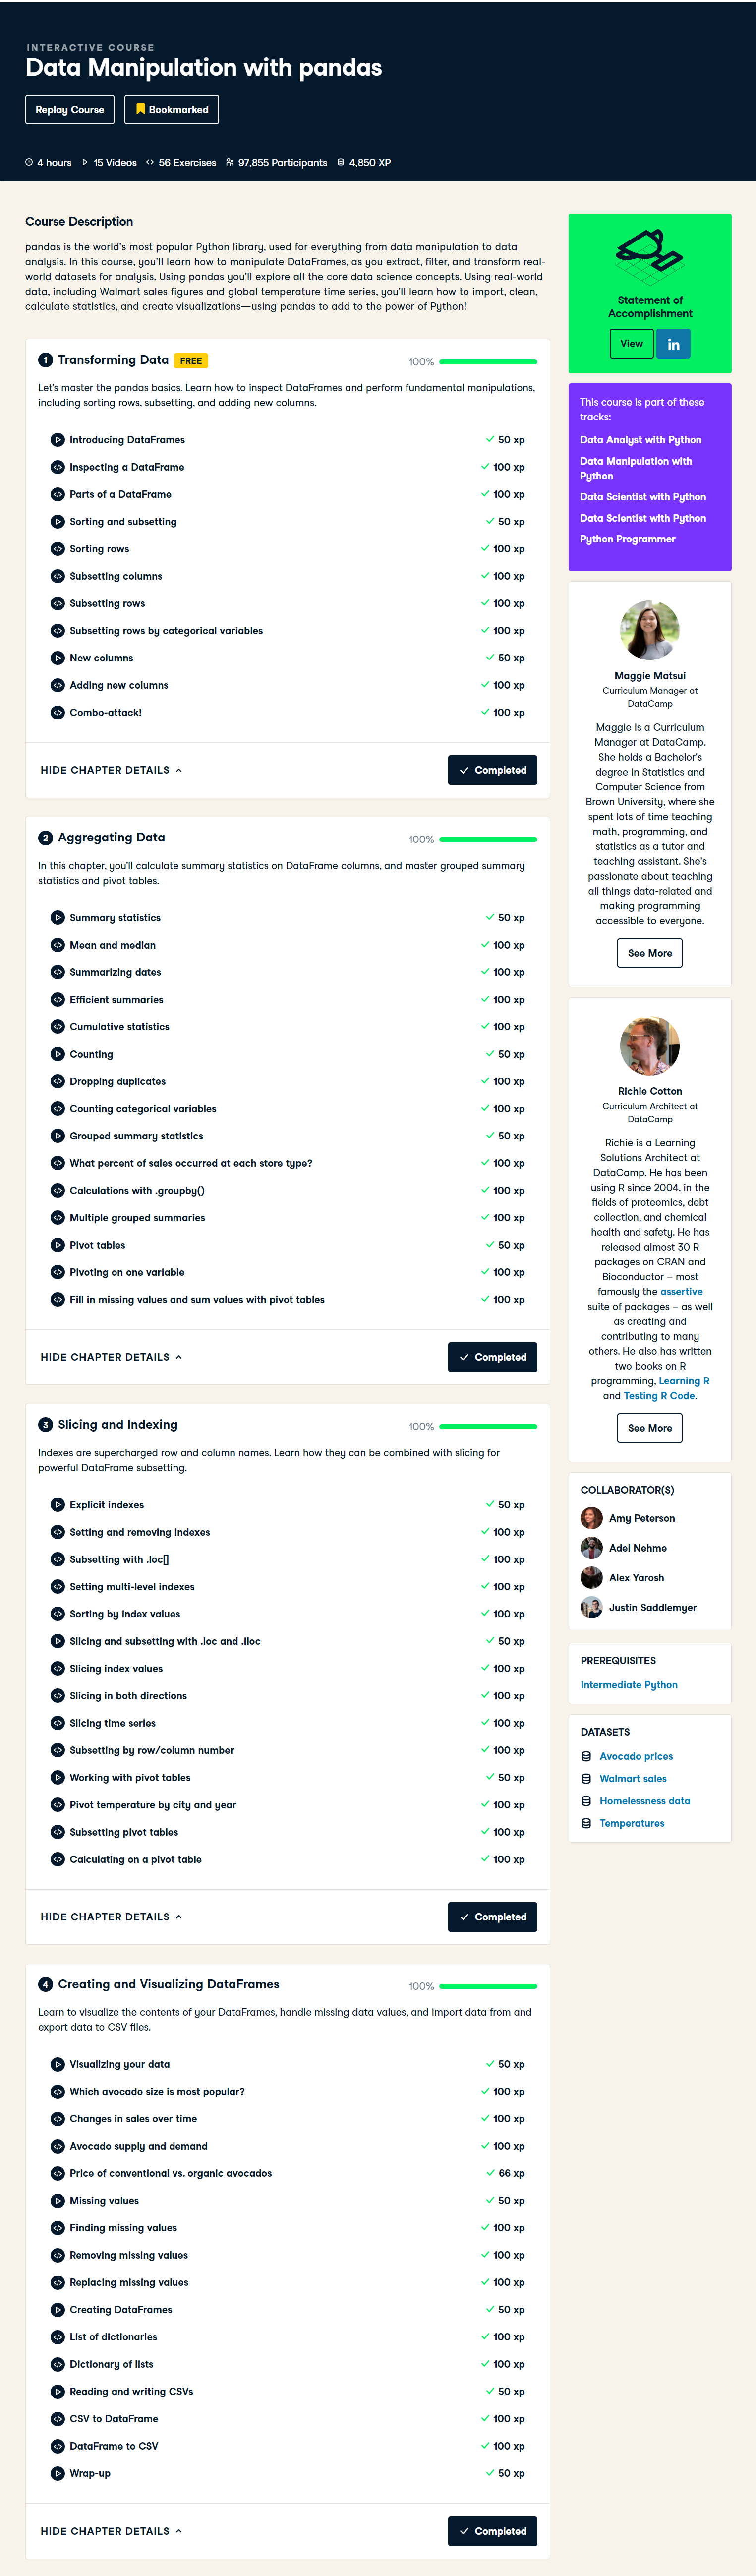 INTERACTIVE COURSE
Data Manipulation with pandas
Replay Course
Bookmarked
4 hours
15 Videos
56 Exercises
97,855 Participants
4,850 XP
Course Description
pandas is the world's most popular Python library, used for everything from data manipulation to data
analysis. In this course, you'll learn how to manipulate DataFrames, as you extract, filter, and transform real-
world datasets for analysis. Using pandas you'll explore all the core data science concepts. Using real-world
data, including Walmart sales figures and global temperature time series, you'll learn how to import, clean,
calculate statistics, and create visualizations—using pandas to add to the power of Python!
1 Transforming Data FREE 100%
Let's master the pandas basics. Learn how to inspect DataFrames and perform fundamental manipulations,
including sorting rows, subsetting, and adding new columns.
Introducing DataFrames 50 xp
Inspecting a DataFrame 100 xp
Parts of a DataFrame 100 xp
Sorting and subsetting 50 xp
Sorting rows 100 xp
Subsetting columns 100 xp
Subsetting rows 100 xp
Subsetting rows by categorical variables 100 xp
New columns 50 xp
Adding new columns 100 xp
Combo-attack! 100 xp
HIDE CHAPTER DETAILS
Completed
2 Aggregating Data 100%
In this chapter, you'll calculate summary statistics on DataFrame columns, and master grouped summary
statistics and pivot tables.
Summary statistics 50 xp
Mean and median 100 xp
Summarizing dates 100 xp
Efficient summaries 100 xp
Cumulative statistics 100 xp
Counting 50 xp
Dropping duplicates 100 xp
Counting categorical variables 100 xp
Grouped summary statistics 50 xp
What percent of sales occurred at each store type? 100 xp
Calculations with .groupby() 100 xp
Multiple grouped summaries 100 xp
Pivot tables 50 xp
Pivoting on one variable 100 xp
Fill in missing values and sum values with pivot tables 100 xp
HIDE CHAPTER DETAILS
Completed
3 Slicing and Indexing 100%
Indexes are supercharged row and column names. Learn how they can be combined with slicing for
powerful DataFrame subsetting.
Explicit indexes 50 xp
Setting and removing indexes 100 xp
Subsetting with .loc[] 100 xp
Setting multi-level indexes 100 xp
Sorting by index values 100 xp
Slicing and subsetting with .loc and .iloc 50 xp
Slicing index values 100 xp
Slicing in both directions 100 xp
Slicing time series 100 xp
Subsetting by row/column number 100 xp
Working with pivot tables 50 xp
Pivot temperature by city and year 100 xp
Subsetting pivot tables 100 xp
Calculating on a pivot table 100 xp
HIDE CHAPTER DETAILS
Completed
4 Creating and Visualizing DataFrames 100%
Learn to visualize the contents of your DataFrames, handle missing data values, and import data from and
export data to CSV files.
Visualizing your data 50 xp
Which avocado size is most popular? 100 xp
Changes in sales over time 100 xp
Avocado supply and demand 100 xp
Price of conventional vs. organic avocados 66 xp
Missing values 50 xp
Finding missing values 100 xp
Removing missing values 100 xp
Replacing missing values 100 xp
Creating DataFrames 50 xp
List of dictionaries 100 xp
Dictionary of lists 100 xp
Reading and writing CSVs 50 xp
CSV to DataFrame 100 xp
DataFrame to CSV 100 xp
Wrap-up 50 xp
HIDE CHAPTER DETAILS
Completed
Statement of
Accomplishment
View
in
This course is part of these
tracks:
Data Analyst with Python
Data Manipulation with
Python
Data Scientist with Python
Data Scientist with Python
Python Programmer
Maggie Matsui
Curriculum Manager at
DataCamp
Maggie is a Curriculum
Manager at DataCamp.
She holds a Bachelor's
degree in Statistics and
Computer Science from
Brown University, where she
spent lots of time teaching
math, programming, and
statistics as a tutor and
teaching assistant. She's
passionate about teaching
all things data-related and
making programming
accessible to everyone.
See More
Richie Cotton
Curriculum Architect at
DataCamp
Richie is a Learning
Solutions Architect at
DataCamp. He has been
using R since 2004, in the
fields of proteomics, debt
collection, and chemical
health and safety. He has
released almost 30 R
packages on CRAN and
Bioconductor – most
famously the assertive
suite of packages – as well
as creating and
contributing to many
others. He also has written
two books on R
programming, Learning R
and Testing R Code.
See More
COLLABORATOR(S)
Amy Peterson
Adel Nehme
Alex Yarosh
Justin Saddlemyer
PREREQUISITES
Intermediate Python
DATASETS
Avocado prices
Walmart sales
Homelessness data
Temperatures